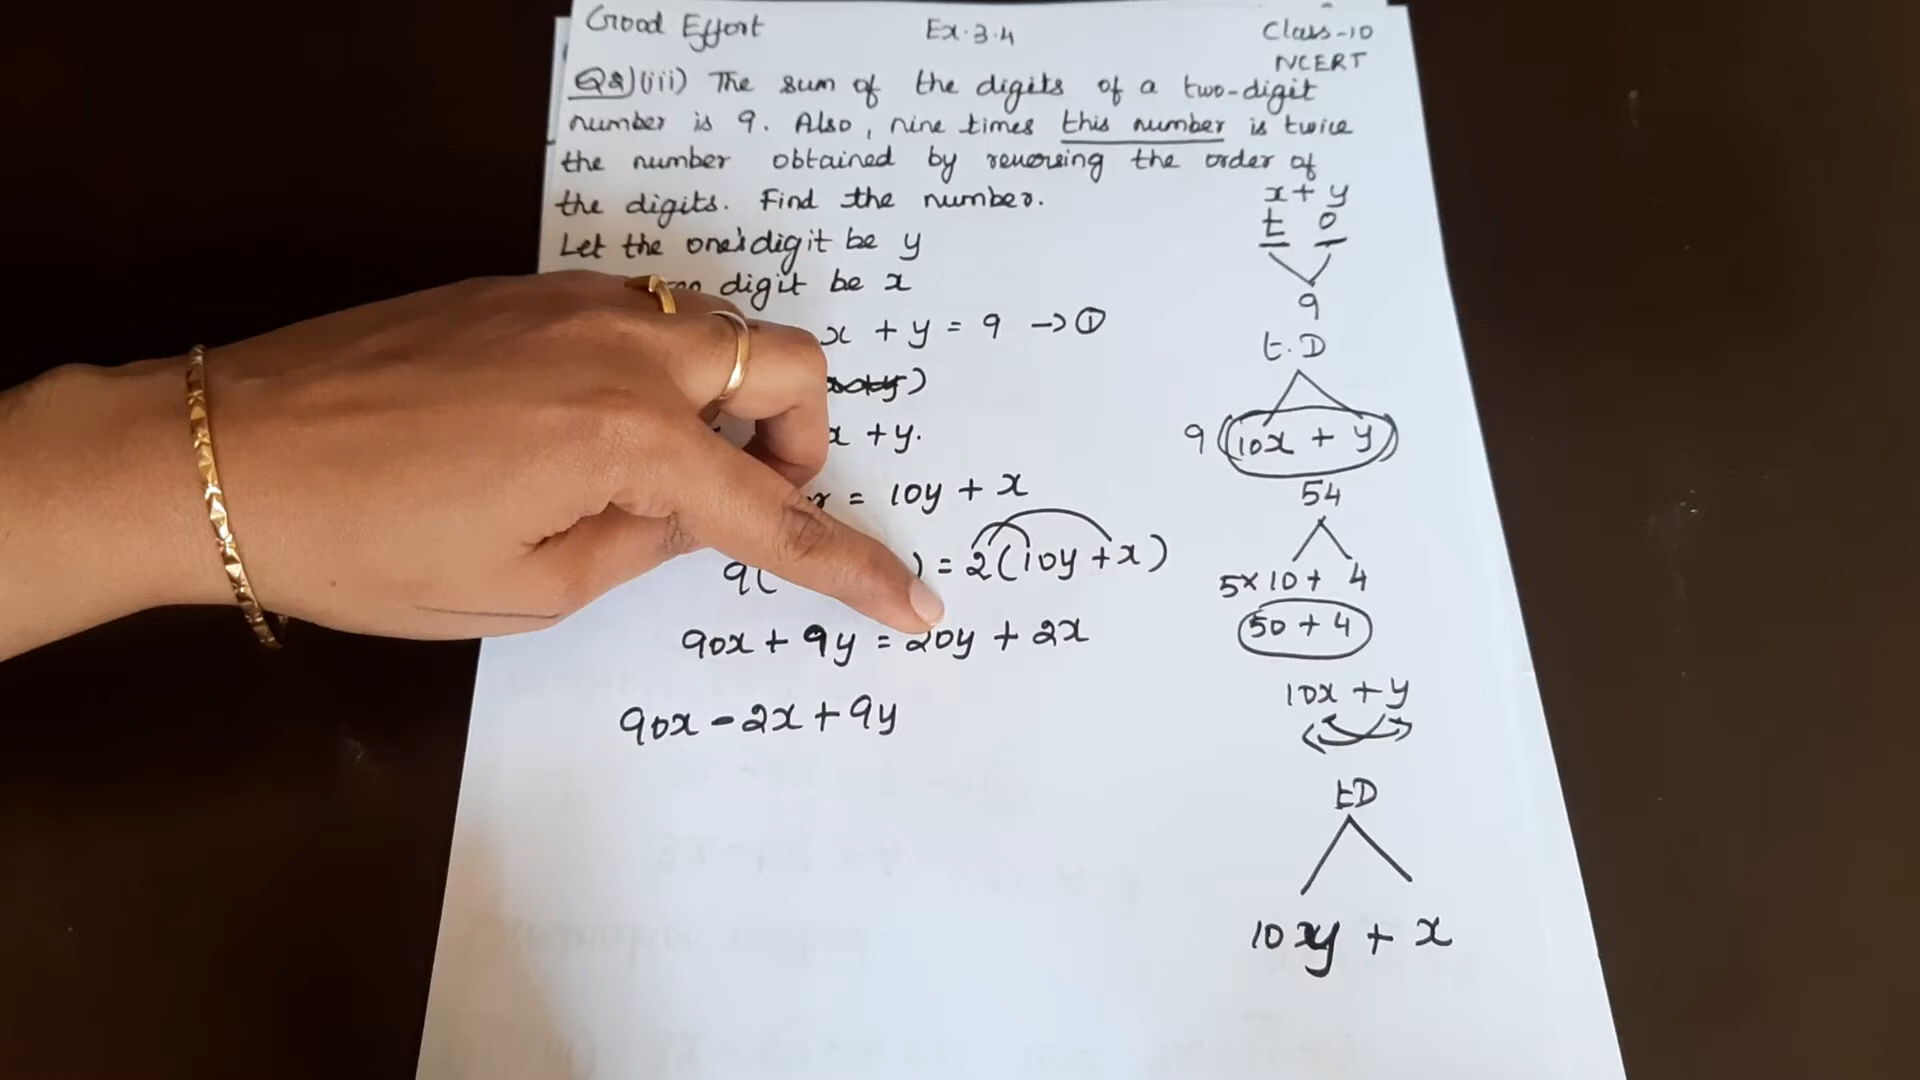 Good Effort Ex.3.4 Class-10
NCERT
Q2)(iii) The sum of the digits of a two-digit
number is 9. Also, nine times this number is twice
the number obtained by reversing the order of
the digits. Find the number.
x + y
t o
Let the one's digit be y
9
digit be x
x + y = 9 → ①
t.D
x + y.
9 (10x + y)
= 10y + x
54
9( ) = 2(10y + x)
5×10 + 4
50 + 4
90x + 9y = 20y + 2x
10x + y
90x - 2x + 9y
tD
10y + x